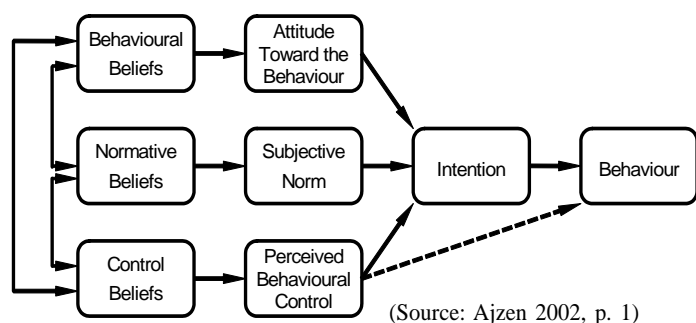 Behavioural
Beliefs
Attitude
Toward the
Behaviour
Normative
Beliefs
Subjective
Norm
Intention
Behaviour
Control
Beliefs
Perceived
Behavioural
Control
(Source: Ajzen 2002, p. 1)